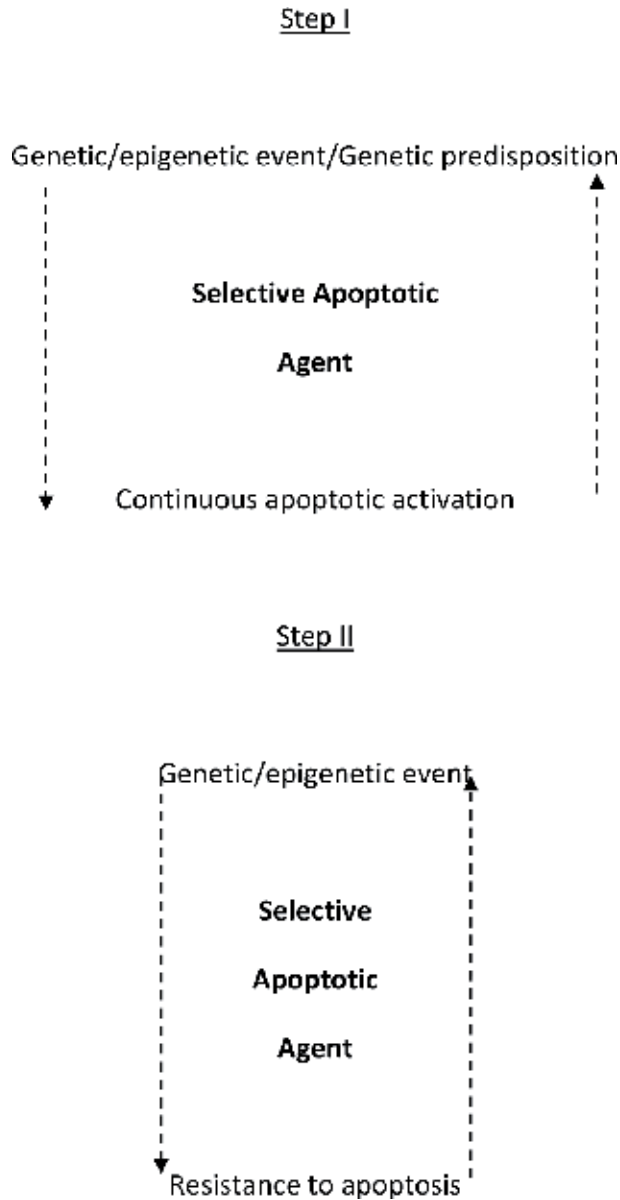 Step I
Genetic/epigenetic event/Genetic predisposition
Selective Apoptotic
Agent
Continuous apoptotic activation
Step II
Genetic/epigenetic event
Selective
Apoptotic
Agent
Resistance to apoptosis